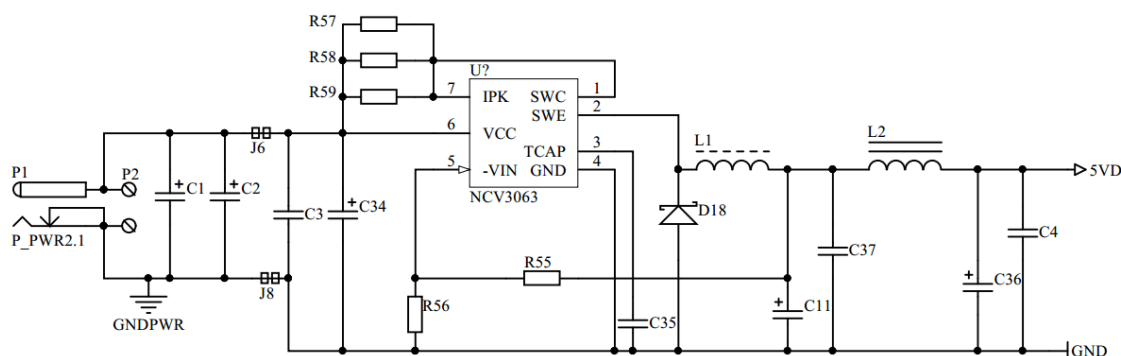 R57
R58
R59
U?
7
IPK
SWC
1
SWE
2
6
VCC
TCAP
3
5
-VIN
GND
4
NCV3063
J6
P1
P2
P_PWR2.1
C1
C2
C3
C34
J8
GNDPWR
L1
L2
5VD
D18
C37
C4
R55
R56
C35
C11
C36
GND